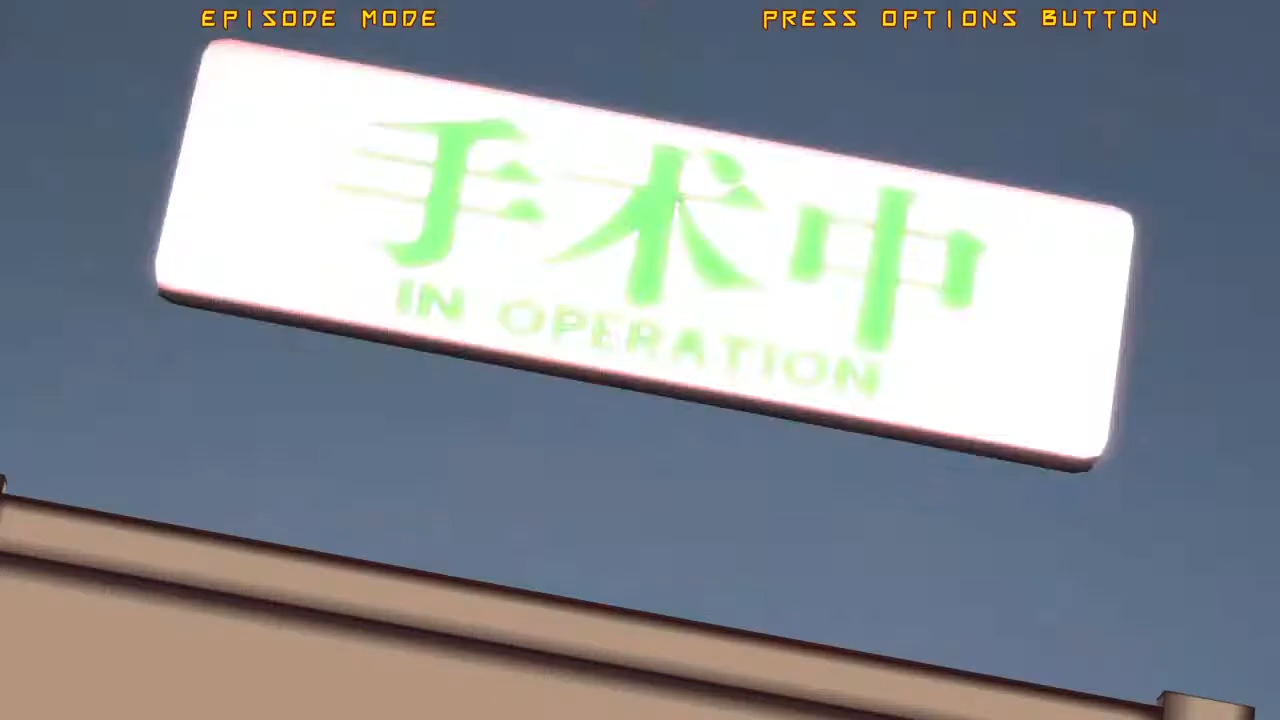 EPISODE MODE
PRESS OPTIONS BUTTON
手术中
IN OPERATION